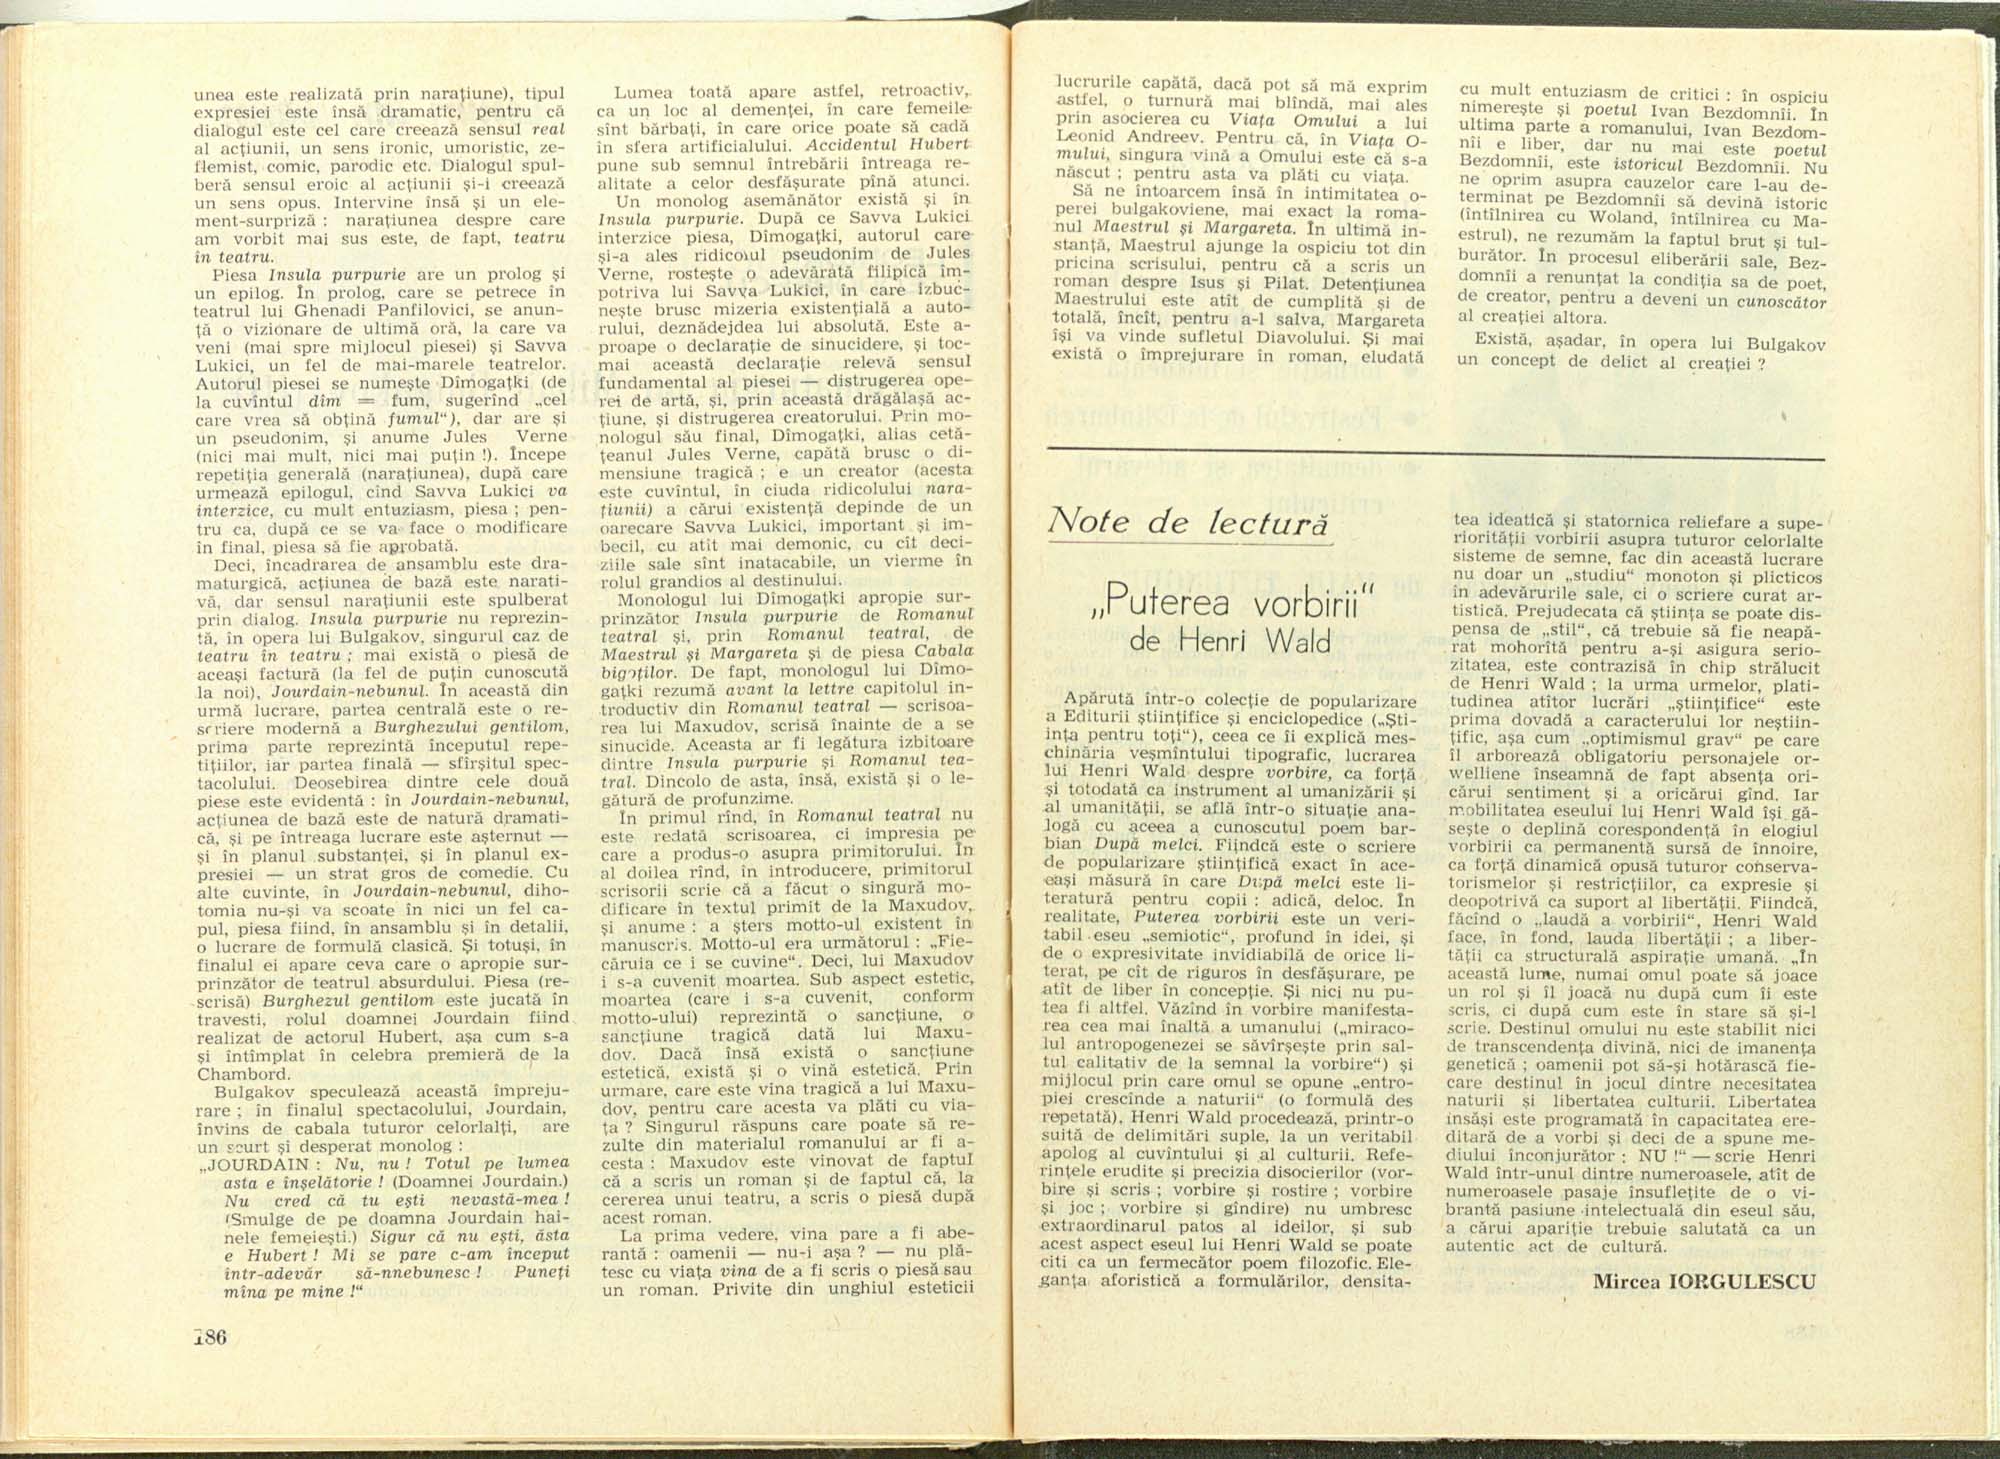 unea este realizată prin narațiune), tipul
expresiei este însă dramatic, pentru că
dialogul este cel care creează sensul real
al acțiunii, un sens ironic, umoristic, ze-
flemist, comic, parodic etc. Dialogul spul-
beră sensul eroic al acțiunii și-i creează
un sens opus. Intervine însă și un ele-
ment-surpriză : narațiunea despre care
am vorbit mai sus este, de fapt, teatru
în teatru.
Piesa Insula purpurie are un prolog și
un epilog. În prolog, care se petrece în
teatrul lui Ghenadi Panfilovici, se anun-
ță o vizionare de ultimă oră, la care va
veni (mai spre mijlocul piesei) și Savva
Lukici, un fel de mai-marele teatrelor.
Autorul piesei se numește Dîmogațki (de
la cuvîntul dîm = fum, sugerînd „cel
care vrea să obțină fumul“), dar are și
un pseudonim, și anume Jules Verne
(nici mai mult, nici mai puțin !). Începe
repetiția generală (narațiunea), după care
urmează epilogul, cînd Savva Lukici va
interzice, cu mult entuziasm, piesa ; pen-
tru ca, după ce se va face o modificare
în final, piesa să fie aprobată.
Deci, încadrarea de ansamblu este dra-
maturgică, acțiunea de bază este narati-
vă, dar sensul narațiunii este spulberat
prin dialog. Insula purpurie nu reprezin-
tă, în opera lui Bulgakov, singurul caz de
teatru în teatru ; mai există o piesă de
aceași factură (la fel de puțin cunoscută
la noi), Jourdain-nebunul. În această din
urmă lucrare, partea centrală este o re-
scriere modernă a Burghezului gentilom,
prima parte reprezintă începutul repe-
tițiilor, iar partea finală — sfîrșitul spec-
tacolului. Deosebirea dintre cele două
piese este evidentă : în Jourdain-nebunul,
acțiunea de bază este de natură dramati-
că, și pe întreaga lucrare este așternut —
și în planul substanței, și în planul ex-
presiei — un strat gros de comedie. Cu
alte cuvinte, în Jourdain-nebunul, diho-
tomia nu-și va scoate în nici un fel ca-
pul, piesa fiind, în ansamblu și în detalii,
o lucrare de formulă clasică. Și totuși, în
finalul ei apare ceva care o apropie sur-
prinzător de teatrul absurdului. Piesa (re-
scrisă) Burghezul gentilom este jucată în
travesti, rolul doamnei Jourdain fiind
realizat de actorul Hubert, așa cum s-a
și întîmplat în celebra premieră de la
Chambord.
Bulgakov speculează această împreju-
rare ; în finalul spectacolului, Jourdain,
învins de cabala tuturor celorlalți, are
un scurt și desperat monolog :
„JOURDAIN : Nu, nu ! Totul pe lumea
asta e înșelătorie ! (Doamnei Jourdain.)
Nu cred că tu ești nevastă-mea !
(Smulge de pe doamna Jourdain hai-
nele femeiești.) Sigur că nu ești, ăsta
e Hubert ! Mi se pare c-am început
într-adevăr să-nnebunesc ! Puneți
mîna pe mine !“
186
Lumea toată apare astfel, retroactiv,
ca un loc al demenței, în care femeile
sînt bărbați, în care orice poate să cadă
în sfera artificialului. Accidentul Hubert
pune sub semnul întrebării întreaga re-
alitate a celor desfășurate pînă atunci.
Un monolog asemănător există și în
Insula purpurie. După ce Savva Lukici
interzice piesa, Dîmogațki, autorul care
și-a ales ridicolul pseudonim de Jules
Verne, rostește o adevărată filipică îm-
potriva lui Savva Lukici, în care izbuc-
nește brusc mizeria existențială a auto-
rului, deznădejdea lui absolută. Este a-
proape o declarație de sinucidere, și toc-
mai această declarație relevă sensul
fundamental al piesei — distrugerea ope-
rei de artă, și, prin această drăgălașă ac-
țiune, și distrugerea creatorului. Prin mo-
nologul său final, Dîmogațki, alias cetă-
țeanul Jules Verne, capătă brusc o di-
mensiune tragică ; e un creator (acesta
este cuvîntul, în ciuda ridicolului nara-
țiunii) a cărui existență depinde de un
oarecare Savva Lukici, important și im-
becil, cu atît mai demonic, cu cît deci-
ziile sale sînt inatacabile, un vierme în
rolul grandios al destinului.
Monologul lui Dîmogațki apropie sur-
prinzător Insula purpurie de Romanul
teatral și, prin Romanul teatral, de
Maestrul și Margareta și de piesa Cabala
bigoților. De fapt, monologul lui Dîmo-
gațki rezumă avant la lettre capitolul in-
troductiv din Romanul teatral — scrisoa-
rea lui Maxudov, scrisă înainte de a se
sinucide. Aceasta ar fi legătura izbitoare
dintre Insula purpurie și Romanul tea-
tral. Dincolo de asta, însă, există și o le-
gătură de profunzime.
În primul rînd, în Romanul teatral nu
este redată scrisoarea, ci impresia pe
care a produs-o asupra primitorului. În
al doilea rînd, în introducere, primitorul
scrisorii scrie că a făcut o singură mo-
dificare în textul primit de la Maxudov,
și anume : a șters motto-ul existent în
manuscris. Motto-ul era următorul : „Fie-
căruia ce i se cuvine“. Deci, lui Maxudov
i s-a cuvenit moartea. Sub aspect estetic,
moartea (care i s-a cuvenit, conform
motto-ului) reprezintă o sancțiune, o
sancțiune tragică dată lui Maxu-
dov. Dacă însă există o sancțiune
estetică, există și o vină estetică. Prin
urmare, care este vina tragică a lui Maxu-
dov, pentru care acesta va plăti cu via-
ța ? Singurul răspuns care poate să re-
zulte din materialul romanului ar fi a-
cesta : Maxudov este vinovat de faptul
că a scris un roman și de faptul că, la
cererea unui teatru, a scris o piesă după
acest roman.
La prima vedere, vina pare a fi abe-
rantă : oamenii — nu-i așa ? — nu plă-
tesc cu viața vina de a fi scris o piesă sau
un roman. Privite din unghiul esteticii
lucrurile capătă, dacă pot să mă exprim
astfel, o turnură mai blîndă, mai ales
prin asocierea cu Viața Omului a lui
Leonid Andreev. Pentru că, în Viața O-
mului, singura vină a Omului este că s-a
născut ; pentru asta va plăti cu viața.
Să ne întoarcem însă în intimitatea o-
perei bulgakoviene, mai exact la roma-
nul Maestrul și Margareta. În ultimă in-
stanță, Maestrul ajunge la ospiciu tot din
pricina scrisului, pentru că a scris un
roman despre Isus și Pilat. Detențiunea
Maestrului este atît de cumplită și de
totală, încît, pentru a-l salva, Margareta
își va vinde sufletul Diavolului. Și mai
există o împrejurare în roman, eludată
cu mult entuziasm de critici : în ospiciu
nimerește și poetul Ivan Bezdomnîi. În
ultima parte a romanului, Ivan Bezdom-
nîi e liber, dar nu mai este poetul
Bezdomnîi, este istoricul Bezdomnîi. Nu
ne oprim asupra cauzelor care l-au de-
terminat pe Bezdomnîi să devină istoric
(întîlnirea cu Woland, întîlnirea cu Ma-
estrul), ne rezumăm la faptul brut și tul-
burător. În procesul eliberării sale, Bez-
domnîi a renunțat la condiția sa de poet,
de creator, pentru a deveni un cunoscător
al creației altora.
Există, așadar, în opera lui Bulgakov
un concept de delict al creației ?
Note de lectură
„Puterea vorbirii“
de Henri Wald
Apărută într-o colecție de popularizare
a Editurii științifice și enciclopedice („Ști-
ința pentru toți“), ceea ce îi explică mes-
chinăria veșmîntului tipografic, lucrarea
lui Henri Wald despre vorbire, ca forță
și totodată ca instrument al umanizării și
al umanității, se află într-o situație ana-
logă cu aceea a cunoscutul poem bar-
bian După melci. Fiindcă este o scriere
de popularizare științifică exact în ace-
eași măsură în care După melci este li-
teratură pentru copii : adică, deloc. În
realitate, Puterea vorbirii este un veri-
tabil eseu „semiotic“, profund în idei, și
de o expresivitate invidiabilă de orice li-
terat, pe cît de riguros în desfășurare, pe
atît de liber în concepție. Și nici nu pu-
tea fi altfel. Văzînd în vorbire manifesta-
rea cea mai înaltă a umanului („miraco-
lul antropogenezei se săvîrșește prin sal-
tul calitativ de la semnal la vorbire“) și
mijlocul prin care omul se opune „entro-
piei crescînde a naturii“ (o formulă des
repetată), Henri Wald procedează, printr-o
suită de delimitări suple, la un veritabil
apolog al cuvîntului și al culturii. Refe-
rințele erudite și precizia disocierilor (vor-
bire și scris ; vorbire și rostire ; vorbire
și joc ; vorbire și gîndire) nu umbresc
extraordinarul patos al ideilor, și sub
acest aspect eseul lui Henri Wald se poate
citi ca un fermecător poem filozofic. Ele-
ganța aforistică a formulărilor, densita-
tea ideatică și statornica reliefare a supe-
riorității vorbirii asupra tuturor celorlalte
sisteme de semne, fac din această lucrare
nu doar un „studiu“ monoton și plicticos
în adevărurile sale, ci o scriere curat ar-
tistică. Prejudecata că știința se poate dis-
pensa de „stil“, că trebuie să fie neapă-
rat mohorîtă pentru a-și asigura serio-
zitatea, este contrazisă în chip strălucit
de Henri Wald ; la urma urmelor, plati-
tudinea atîtor lucrări „științifice“ este
prima dovadă a caracterului lor neștiin-
țific, așa cum „optimismul grav“ pe care
îl arborează obligatoriu personajele or-
welliene înseamnă de fapt absența ori-
cărui sentiment și a oricărui gînd. Iar
mobilitatea eseului lui Henri Wald își gă-
sește o deplină corespondență în elogiul
vorbirii ca permanentă sursă de înnoire,
ca forță dinamică opusă tuturor conserva-
torismelor și restricțiilor, ca expresie și
deopotrivă ca suport al libertății. Fiindcă,
făcînd o „laudă a vorbirii“, Henri Wald
face, în fond, lauda libertății ; a liber-
tății ca structurală aspirație umană. „În
această lume, numai omul poate să joace
un rol și îl joacă nu după cum îi este
scris, ci după cum este în stare să și-l
scrie. Destinul omului nu este stabilit nici
de transcendența divină, nici de imanența
genetică ; oamenii pot să-și hotărască fie-
care destinul în jocul dintre necesitatea
naturii și libertatea culturii. Libertatea
însăși este programată în capacitatea ere-
ditară de a vorbi și deci de a spune me-
diului înconjurător : NU !“ — scrie Henri
Wald într-unul dintre numeroasele, atît de
numeroasele pasaje însuflețite de o vi-
brantă pasiune intelectuală din eseul său,
a cărui apariție trebuie salutată ca un
autentic act de cultură.
Mircea IORGULESCU